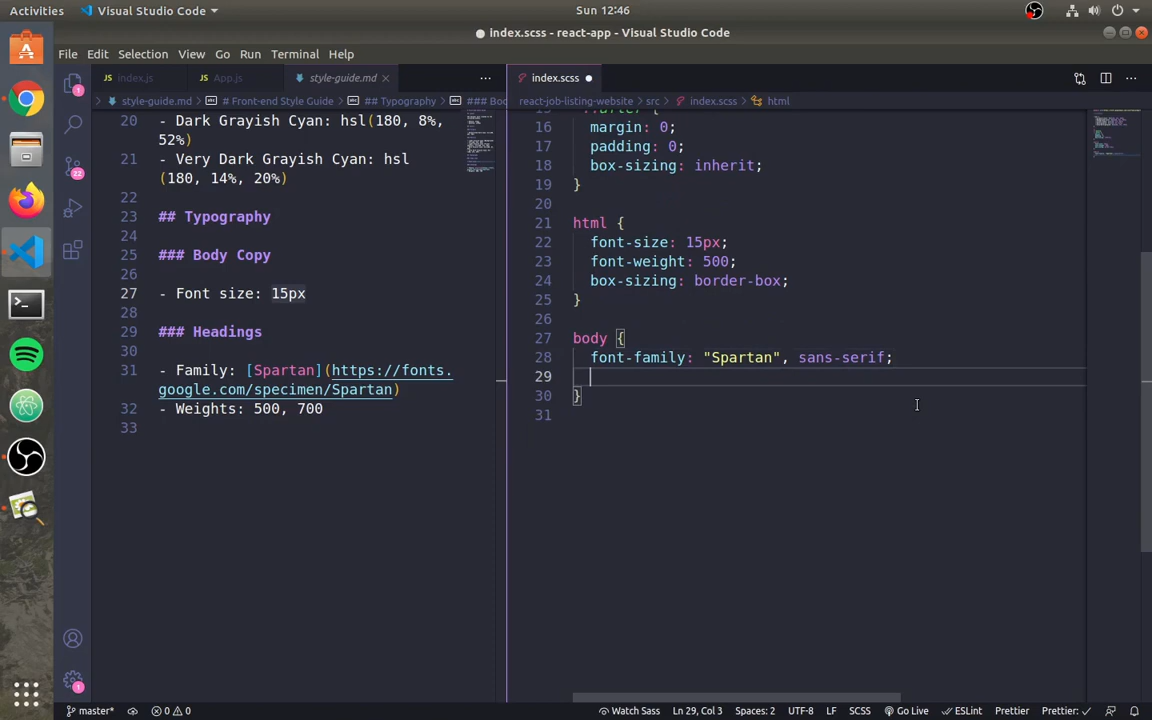 Activities
Visual Studio Code
Sun 12:46
index.scss - react-app - Visual Studio Code
File Edit Selection View Go Run Terminal Help
index.js App.js style-guide.md
style-guide.md # Front-end Style Guide ## Typography ### Bo
20 - Dark Grayish Cyan: hsl(180, 8%,
52%)
21 - Very Dark Grayish Cyan: hsl
(180, 14%, 20%)
22
23 ## Typography
24
25 ### Body Copy
26
27 - Font size: 15px
28
29 ### Headings
30
31 - Family: [Spartan](https://fonts.
google.com/specimen/Spartan)
32 - Weights: 500, 700
33
index.scss
react-job-listing-website src index.scss html
16 margin: 0;
17 padding: 0;
18 box-sizing: inherit;
19 }
20
21 html {
22 font-size: 15px;
23 font-weight: 500;
24 box-sizing: border-box;
25 }
26
27 body {
28 font-family: "Spartan", sans-serif;
29
30 }
31
1
22
1
master* 0 0 Watch Sass Ln 29, Col 3 Spaces: 2 UTF-8 LF SCSS Go Live ESLint Prettier Prettier: